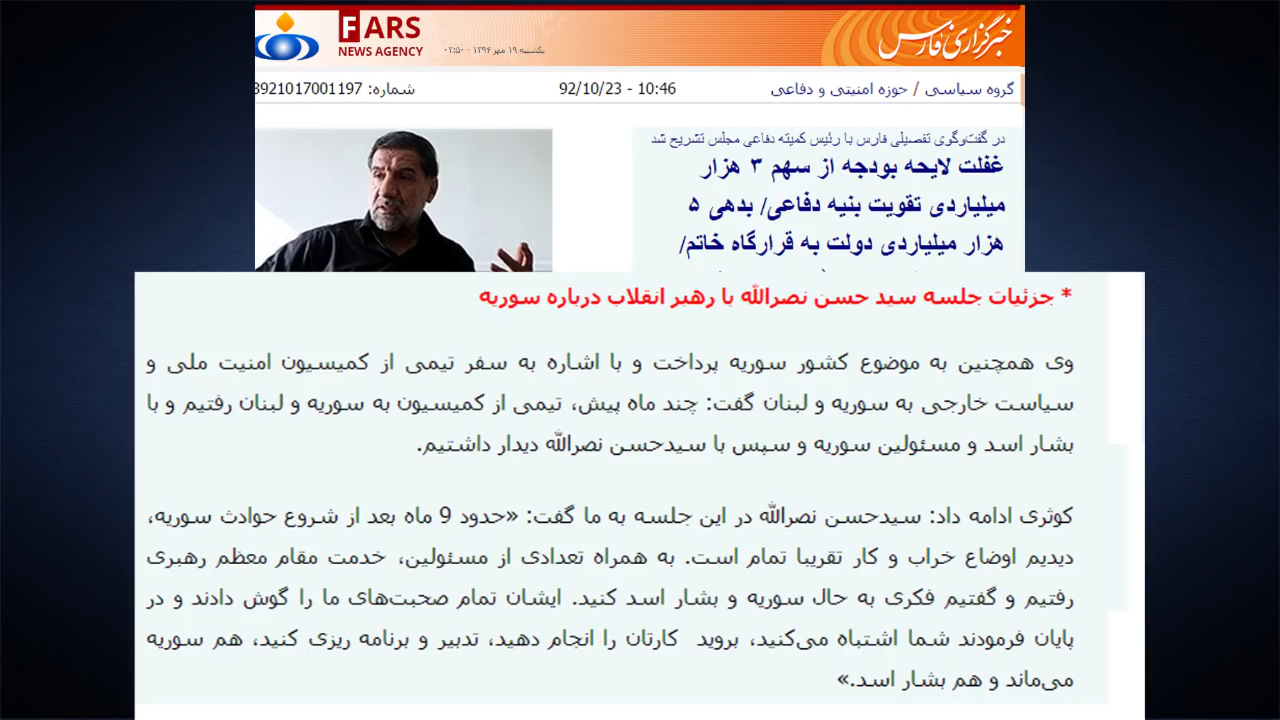 FARS
NEWS AGENCY
یکشنبه ۱۹ مهر ۱۳۹۴ - ۰۲:۵۰
خبرگزاری فارس
گروه سیاسی / حوزه امنیتی و دفاعی
92/10/23 - 10:46
شماره: 3921017001197
در گفت‌وگوی تفصیلی فارس با رئیس کمیته دفاعی مجلس تشریح شد
غفلت لایحه بودجه از سهم ۳ هزار
میلیاردی تقویت بنیه دفاعی/ بدهی ۵
هزار میلیاردی دولت به قرارگاه خاتم/
* جزئیات جلسه سید حسن نصرالله با رهبر انقلاب درباره سوریه
وی همچنین به موضوع کشور سوریه پرداخت و با اشاره به سفر تیمی از کمیسیون امنیت ملی و
سیاست خارجی به سوریه و لبنان گفت: چند ماه پیش، تیمی از کمیسیون به سوریه و لبنان رفتیم و با
بشار اسد و مسئولین سوریه و سپس با سیدحسن نصرالله دیدار داشتیم.
کوثری ادامه داد: سیدحسن نصرالله در این جلسه به ما گفت: «حدود 9 ماه بعد از شروع حوادث سوریه،
دیدیم اوضاع خراب و کار تقریبا تمام است. به همراه تعدادی از مسئولین، خدمت مقام معظم رهبری
رفتیم و گفتیم فکری به حال سوریه و بشار اسد کنید. ایشان تمام صحبت‌های ما را گوش دادند و در
پایان فرمودند شما اشتباه می‌کنید، بروید کارتان را انجام دهید، تدبیر و برنامه ریزی کنید، هم سوریه
می‌ماند و هم بشار اسد.»